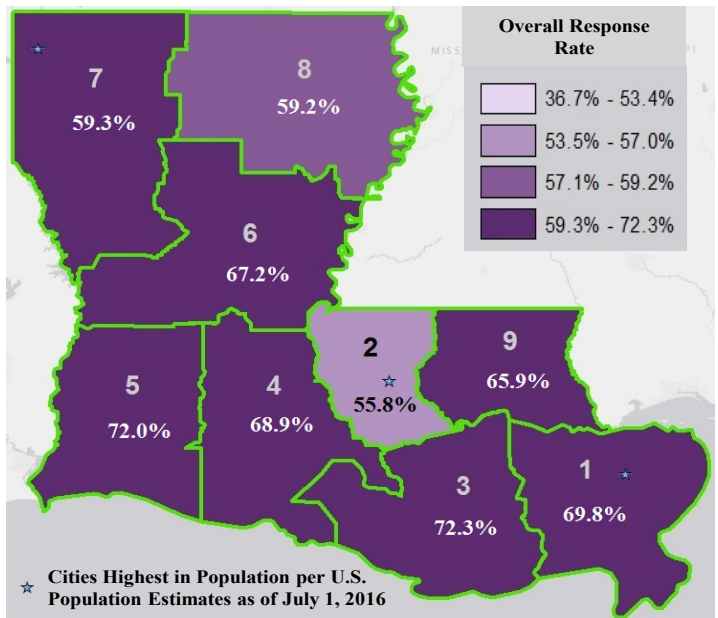 Overall Response
Rate
36.7% - 53.4%
53.5% - 57.0%
57.1% - 59.2%
59.3% - 72.3%
7
59.3%
8
59.2%
6
67.2%
2
55.8%
9
65.9%
5
72.0%
4
68.9%
3
72.3%
1
69.8%
Cities Highest in Population per U.S.
Population Estimates as of July 1, 2016
MISS
PI